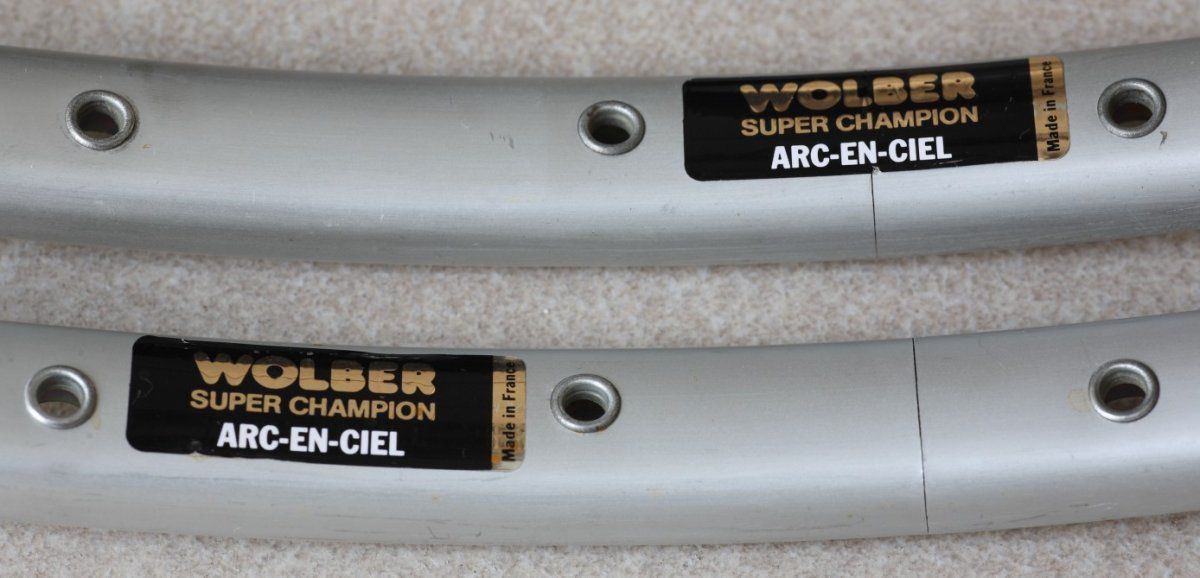 WOLBER
SUPER CHAMPION
ARC-EN-CIEL
Made in France
WOLBER
SUPER CHAMPION
ARC-EN-CIEL
Made in France